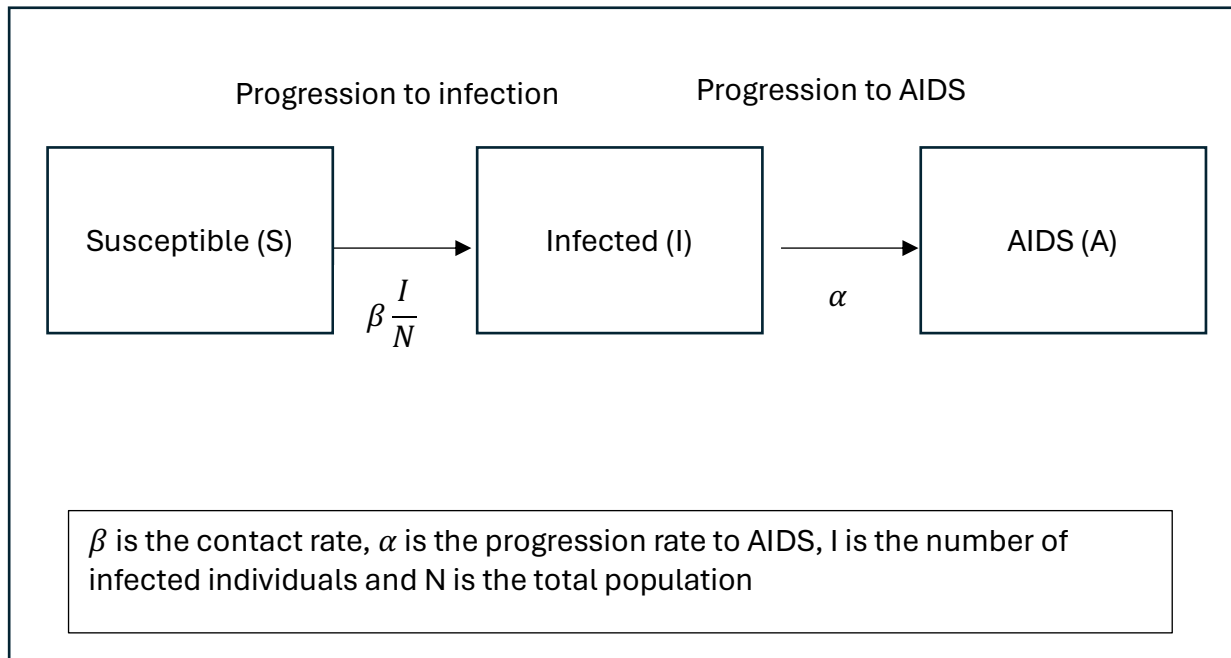 Progression to infection
Progression to AIDS
Susceptible (S)
Infected (I)
AIDS (A)
𝛽 𝐼/𝑁
𝛼
𝛽 is the contact rate, 𝛼 is the progression rate to AIDS, I is the number of
infected individuals and N is the total population